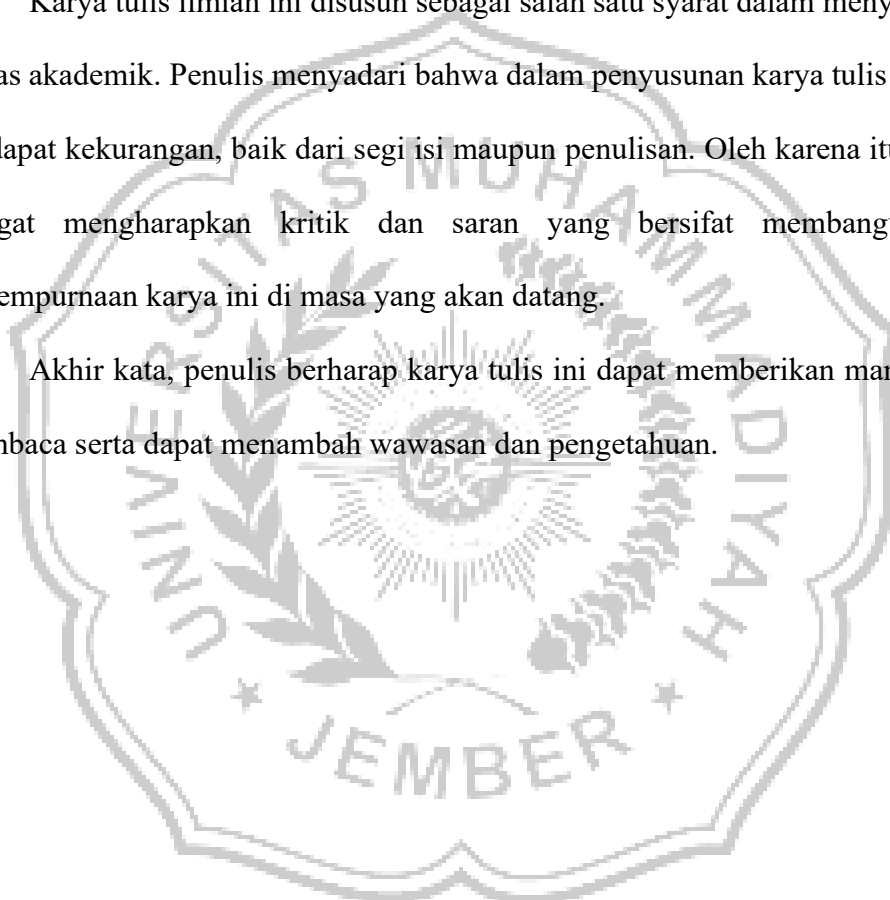 Karya tulis ilmiah ini disusun sebagai salah satu syarat dalam meny
as akademik. Penulis menyadari bahwa dalam penyusunan karya tulis
dapat kekurangan, baik dari segi isi maupun penulisan. Oleh karena itu
gat mengharapkan kritik dan saran yang bersifat membangu
empurnaan karya ini di masa yang akan datang.
Akhir kata, penulis berharap karya tulis ini dapat memberikan man
mbaca serta dapat menambah wawasan dan pengetahuan.
UNIVERSITAS MUHAMMADIYAH
JEMBER